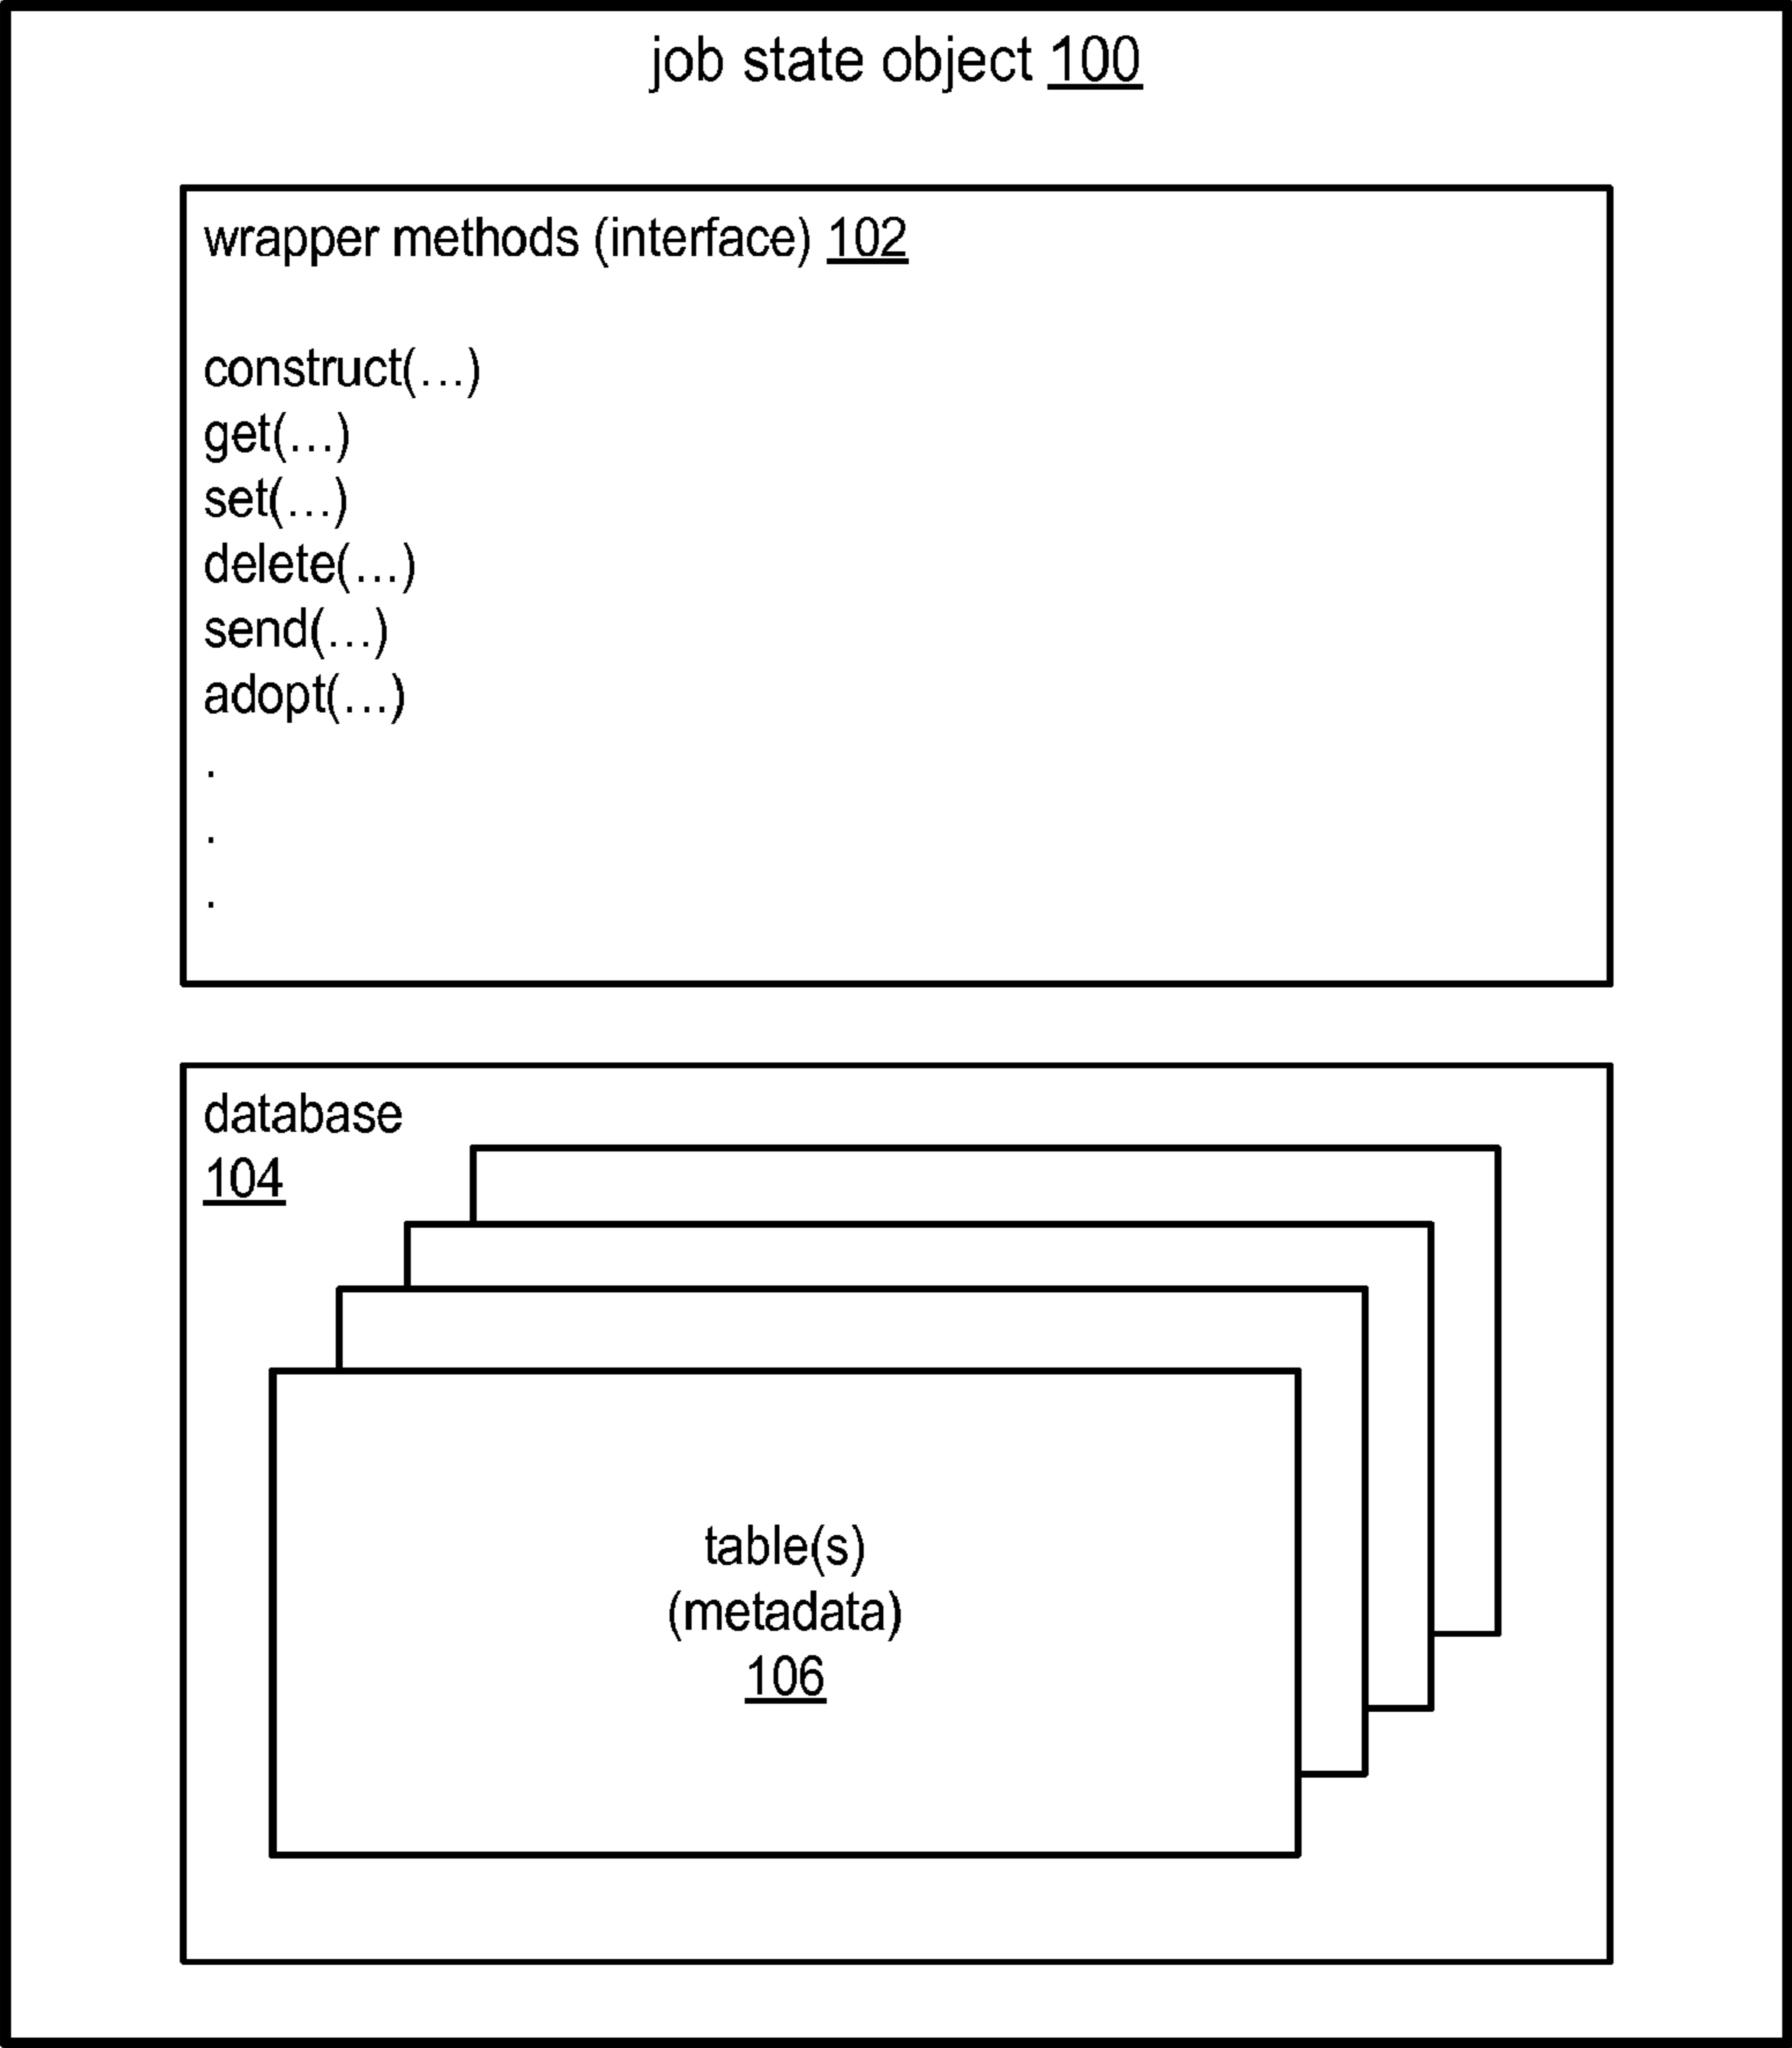 job state object 100
wrapper methods (interface) 102
construct(...)
get(...)
set(...)
delete(...)
send(...)
adopt(...)
.
.
.
database
104
table(s)
(metadata)
106